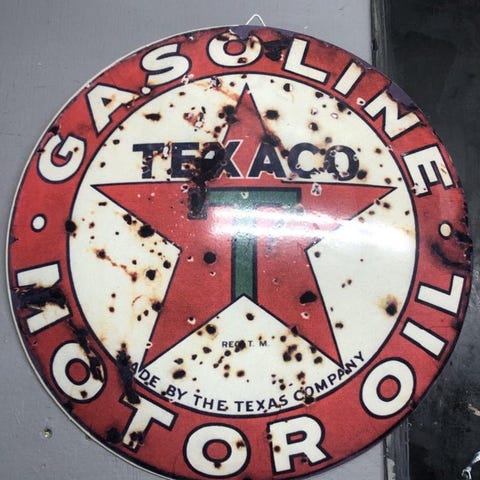 GASOLINE
TEXACO
T
REG. T. M.
MADE BY THE TEXAS COMPANY
MOTOR OIL